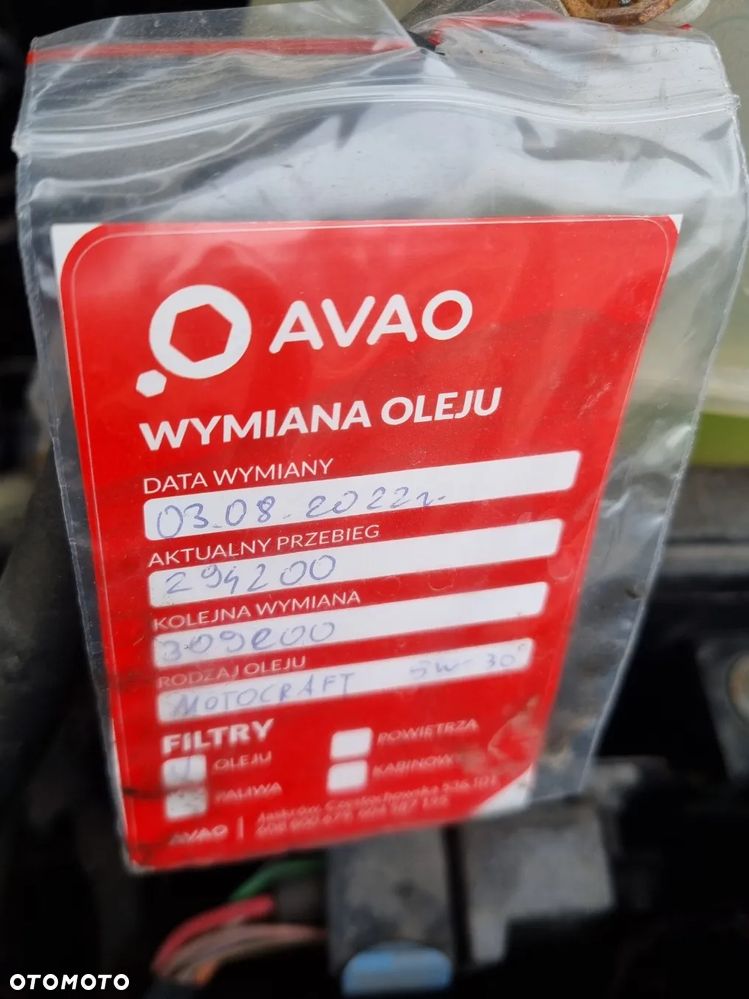 AVAO
WYMIANA OLEJU
DATA WYMIANY
03.08.2022r.
AKTUALNY PRZEBIEG
294200
KOLEJNA WYMIANA
309200
RODZAJ OLEJU
MOTOCRAFT 5W-30
FILTRY
OLEJU
POWIETRZA
PALIWA
KABINOWY
AVAO
Częstochowska
OTOMOTO